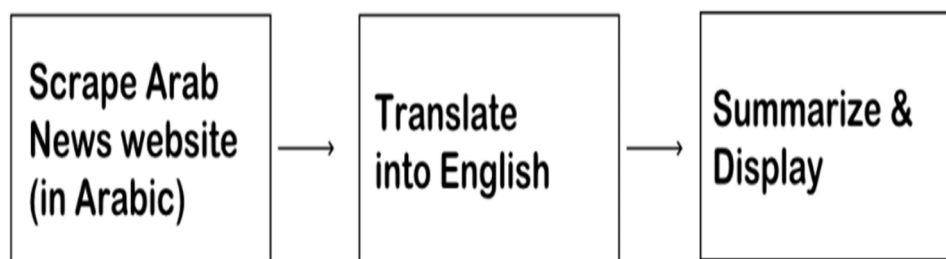 Scrape Arab
News website
(in Arabic)
Translate
into English
Summarize &
Display